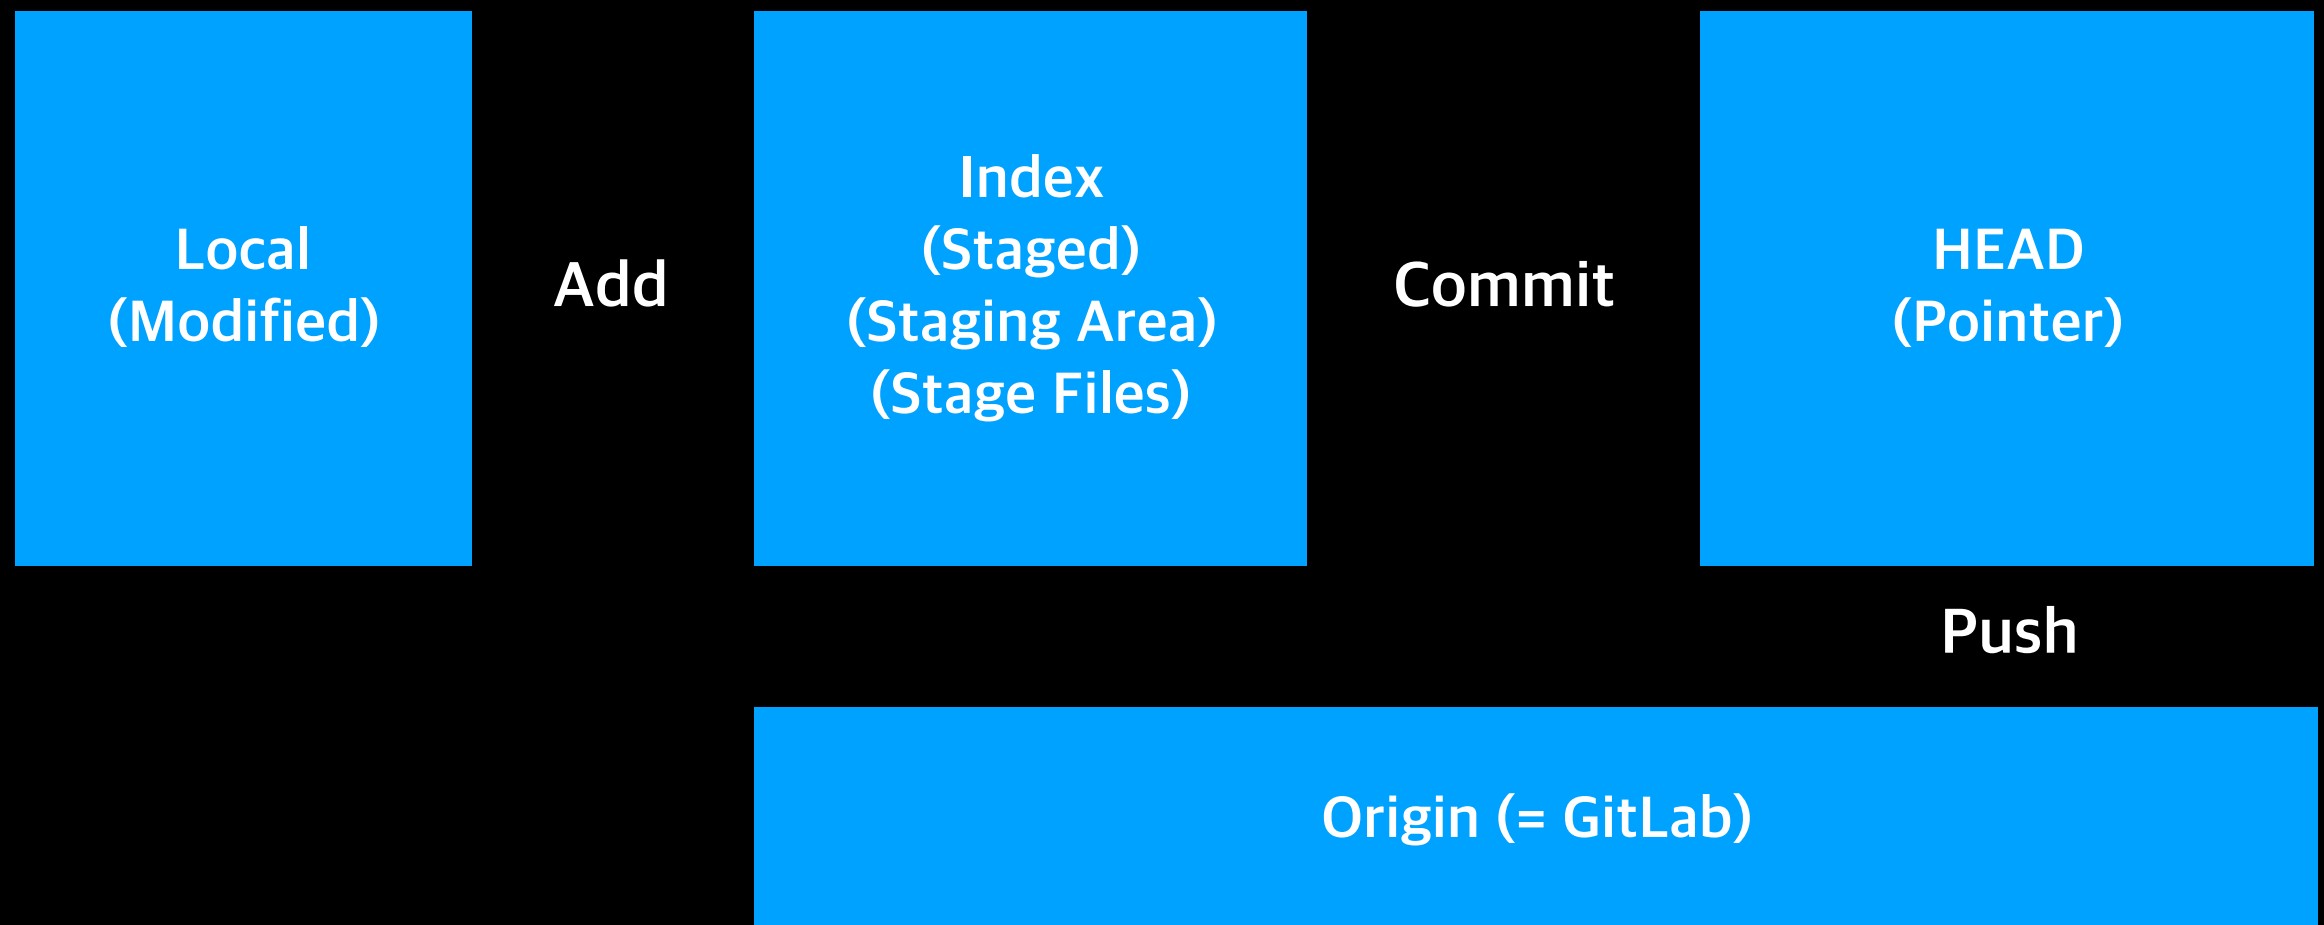 Local
(Modified)
Add
Index
(Staged)
(Staging Area)
(Stage Files)
Commit
HEAD
(Pointer)
Push
Origin (= GitLab)